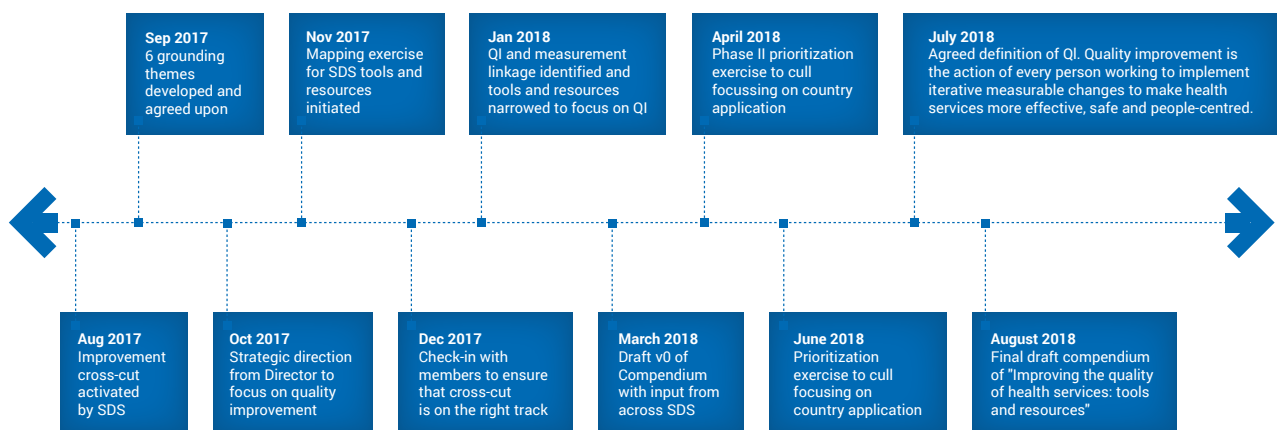 Sep 2017
6 grounding
themes
developed and
agreed upon
Nov 2017
Mapping exercise
for SDS tools and
resources
initiated
Jan 2018
QI and measurement
linkage identified and
tools and resources
narrowed to focus on QI
April 2018
Phase II prioritization
exercise to cull
focussing on country
application
July 2018
Agreed definition of QI. Quality improvement is
the action of every person working to implement
iterative measurable changes to make health
services more effective, safe and people-centred.
Aug 2017
Improvement
cross-cut
activated
by SDS
Oct 2017
Strategic direction
from Director to
focus on quality
improvement
Dec 2017
Check-in with
members to ensure
that cross-cut
is on the right track
March 2018
Draft v0 of
Compendium
with input from
across SDS
June 2018
Prioritization
exercise to cull
focusing on
country application
August 2018
Final draft compendium
of "Improving the quality
of health services: tools
and resources"